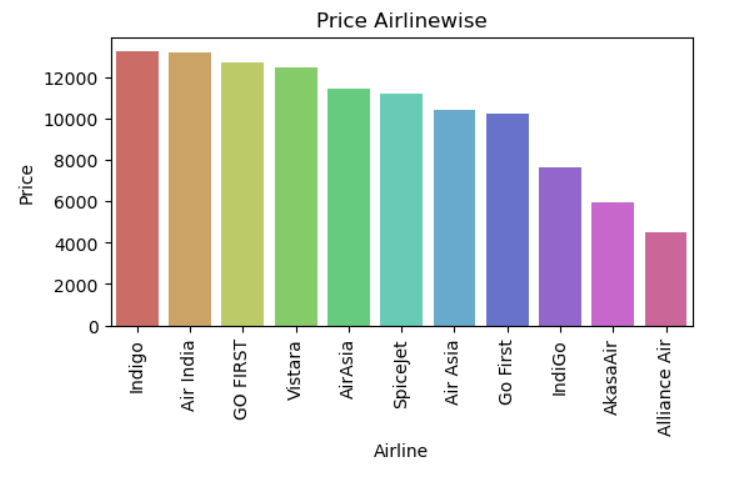 Price Airlinewise
Price
12000
10000
8000
6000
4000
2000
0
Indigo
Air India
GO FIRST
Vistara
AirAsia
SpiceJet
Air Asia
Go First
IndiGo
AkasaAir
Alliance Air
Airline